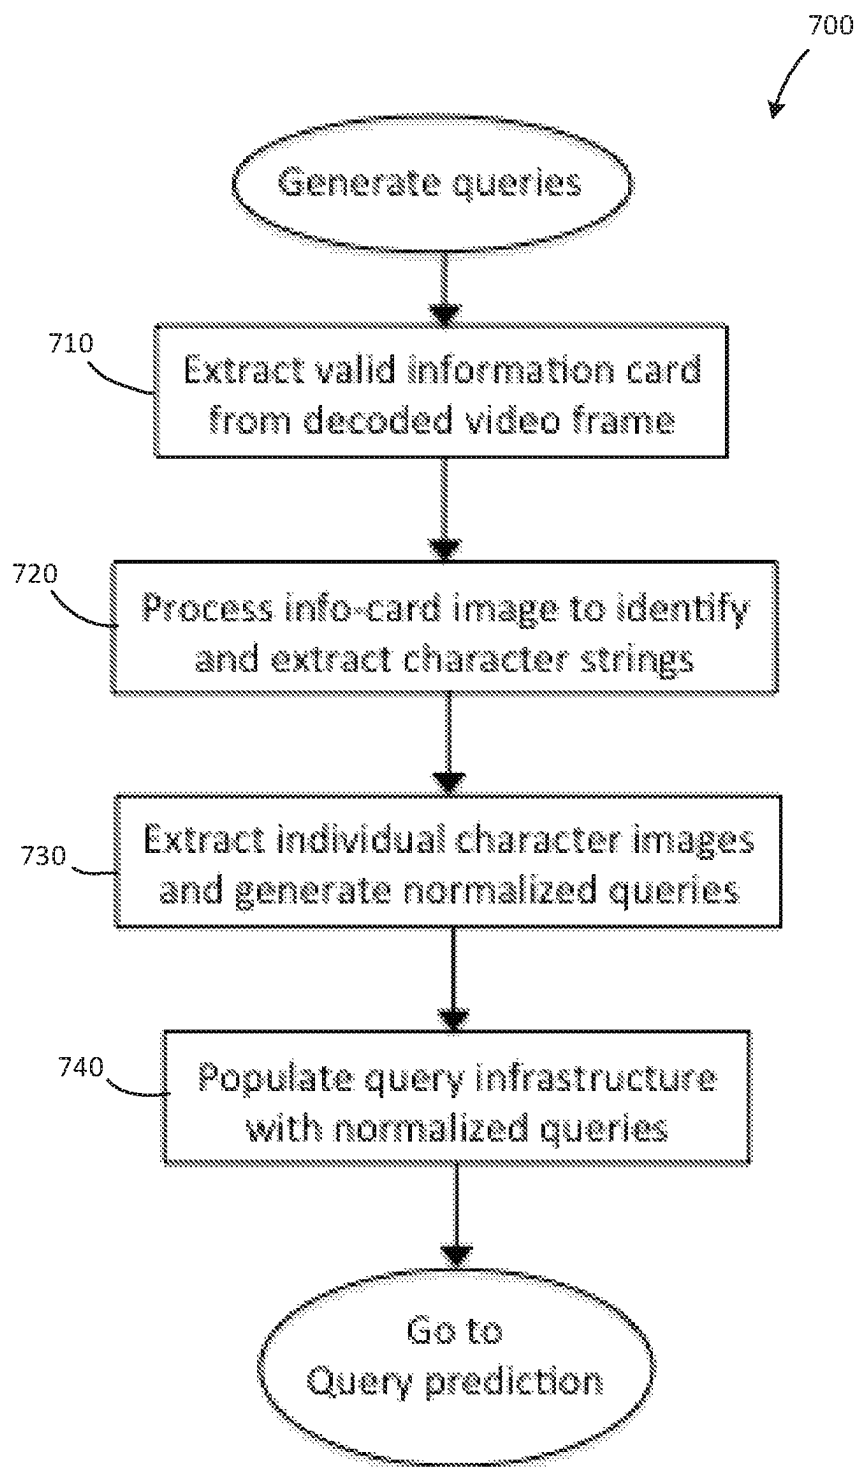 700
Generate queries
710
Extract valid information card
from decoded video frame
720
Process info-card image to identify
and extract character strings
730
Extract individual character images
and generate normalized queries
740
Populate query infrastructure
with normalized queries
Go to
Query prediction